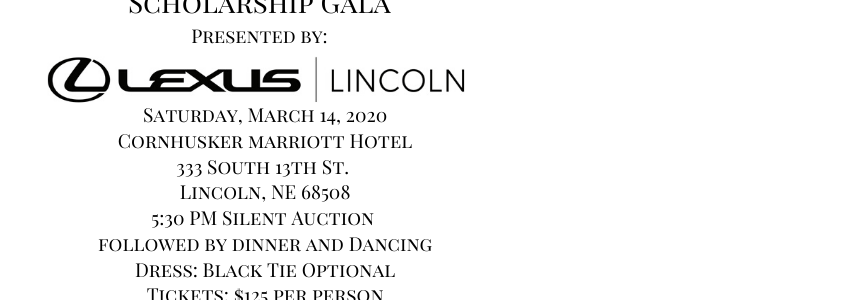 Scholarship Gala
Presented by:
LEXUS | LINCOLN
Saturday, March 14, 2020
Cornhusker marriott Hotel
333 South 13th St.
Lincoln, NE 68508
5:30 PM Silent Auction
followed by dinner and Dancing
Dress: Black Tie Optional
Tickets: $125 per person